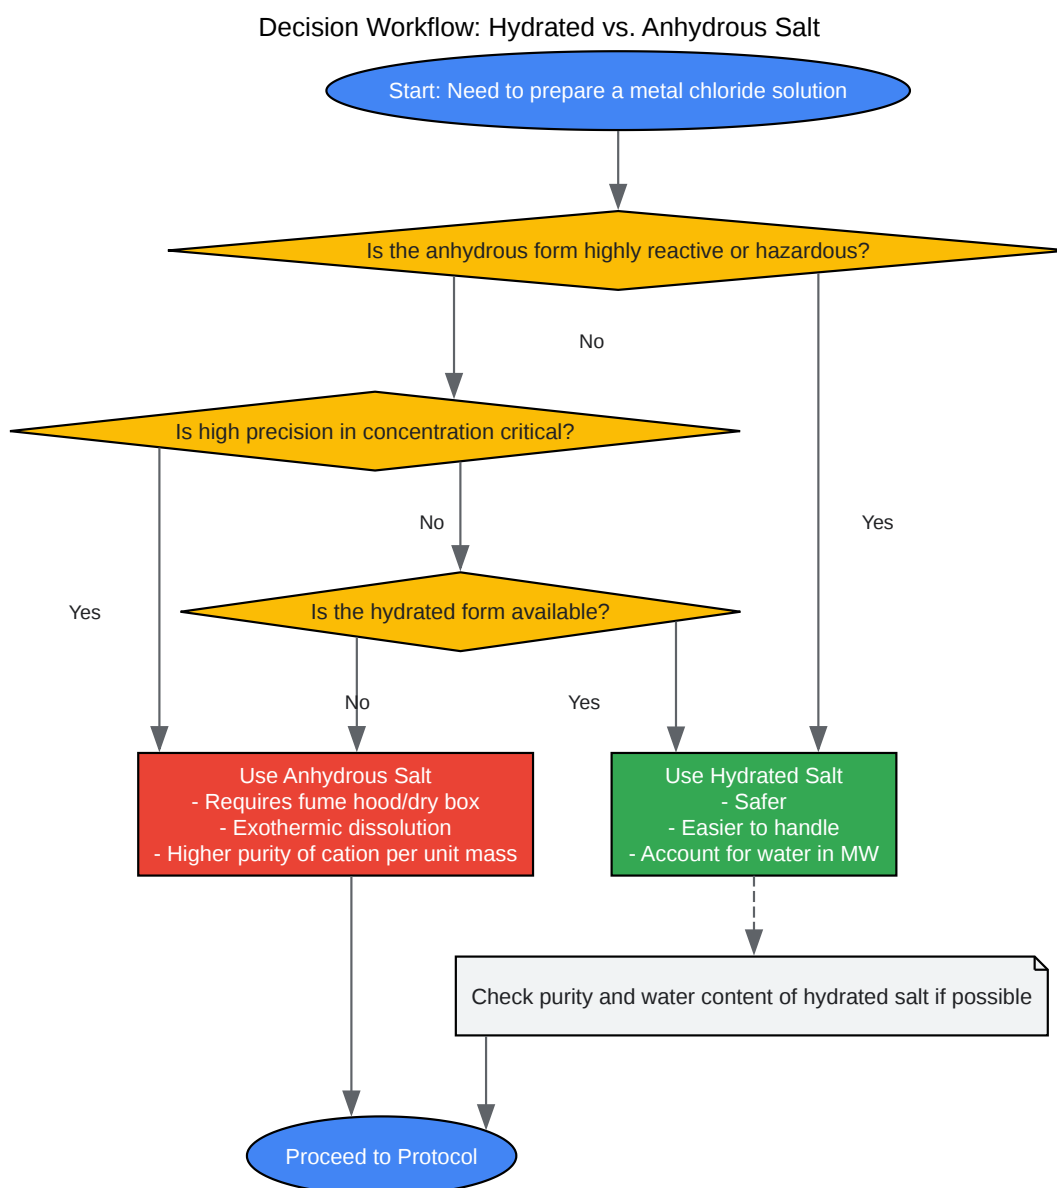 Decision Workflow: Hydrated vs. Anhydrous Salt
Start: Need to prepare a metal chloride solution
Is the anhydrous form highly reactive or hazardous?
No
Is high precision in concentration critical?
No
Yes
Is the hydrated form available?
Yes
No
Yes
Use Anhydrous Salt
- Requires fume hood/dry box
- Exothermic dissolution
- Higher purity of cation per unit mass
Use Hydrated Salt
- Safer
- Easier to handle
- Account for water in MW
Check purity and water content of hydrated salt if possible
Proceed to Protocol